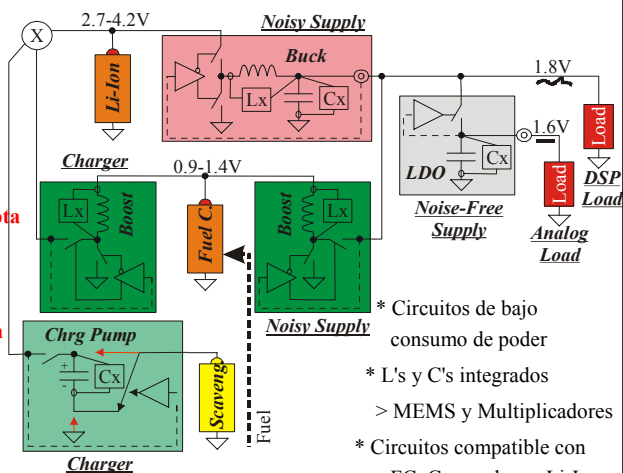 2.7-4.2V
Noisy Supply
X
Li-Ion
Buck
Lx
Cx
1.8V
Load
DSP
Load
LDO
Cx
1.6V
Load
Analog
Load
Noise-Free
Supply
Charger
0.9-1.4V
Lx
Boost
Fuel C.
Boost
Lx
Noisy Supply
Chrg Pump
+
-
Cx
Scaveng.
Fuel
Charger
* Circuitos de bajo
consumo de poder
* L's y C's integrados
> MEMS y Multiplicadores
* Circuitos compatible con